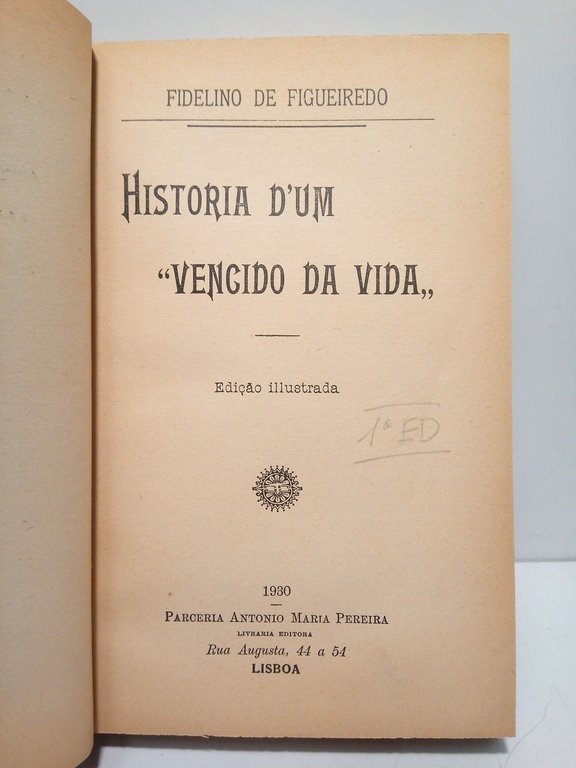 FIDELINO DE FIGUEIREDO
HISTORIA D'UM
“VENCIDO DA VIDA„
Edição illustrada
1ª ED
1930
PARCERIA ANTONIO MARIA PEREIRA
LIVRARIA EDITORA
Rua Augusta, 44 a 54
LISBOA